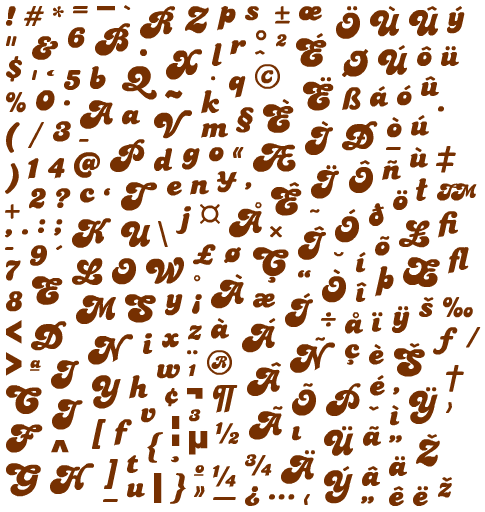 ! # * = ¯ ` R Z p s ± œ Ö Ù Û ý
" & 6 B · X l r ° ² ˆ É Ø Ú ô ü
$ ' 5 b Q . q © Ë
% 0 · A a ~ V k § È ß á ó û .
( / 3 - P m Æ Ì Ð ò ú
) 1 4 @ d g o « Ï Ô ñ – ù ‡
+ 2 ? c ‘ T e n y ’ Ê ð ö ł ™
, . : ; K U \ j ¤ Å × ˜ Ó õ Ł ﬁ
- 9 ´ L O W £ ø Ç Î ˘ í Œ ﬂ
7 E ˚ À “ Ò î þ
8 M S y ¡ æ Í ÷ å ï ÿ š ‰
< D N i x z à Á Ñ ç è Š ƒ ⁄
> ª I w ¨ ¹ ® Â é †
C J Y h ¢ ¬ ³ ¶ Õ Þ ˇ ‚ Ÿ
F ^ [ f v ¦ µ ½ Ã ı Ü ã ì ” Ž
G H ] t { ¸ º ¼ ¾ Ä Ý â ä
_ u | } » — ¿ … ˛ „ ê ë ž